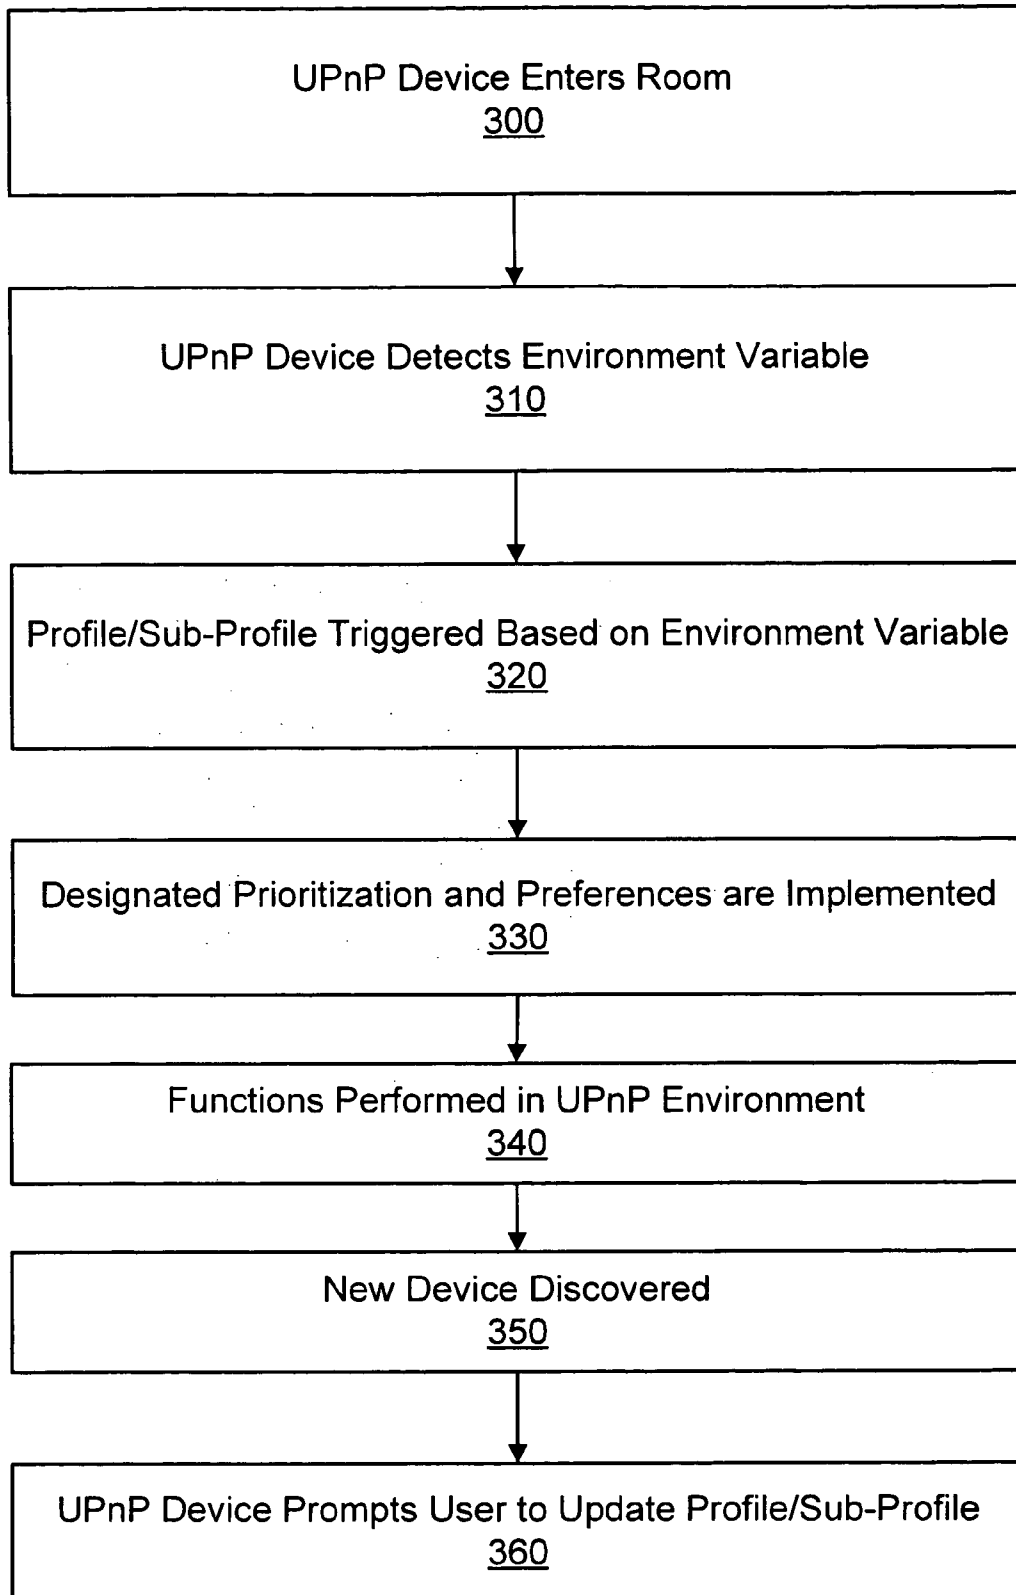 UPnP Device Enters Room
300
UPnP Device Detects Environment Variable
310
Profile/Sub-Profile Triggered Based on Environment Variable
320
Designated Prioritization and Preferences are Implemented
330
Functions Performed in UPnP Environment
340
New Device Discovered
350
UPnP Device Prompts User to Update Profile/Sub-Profile
360